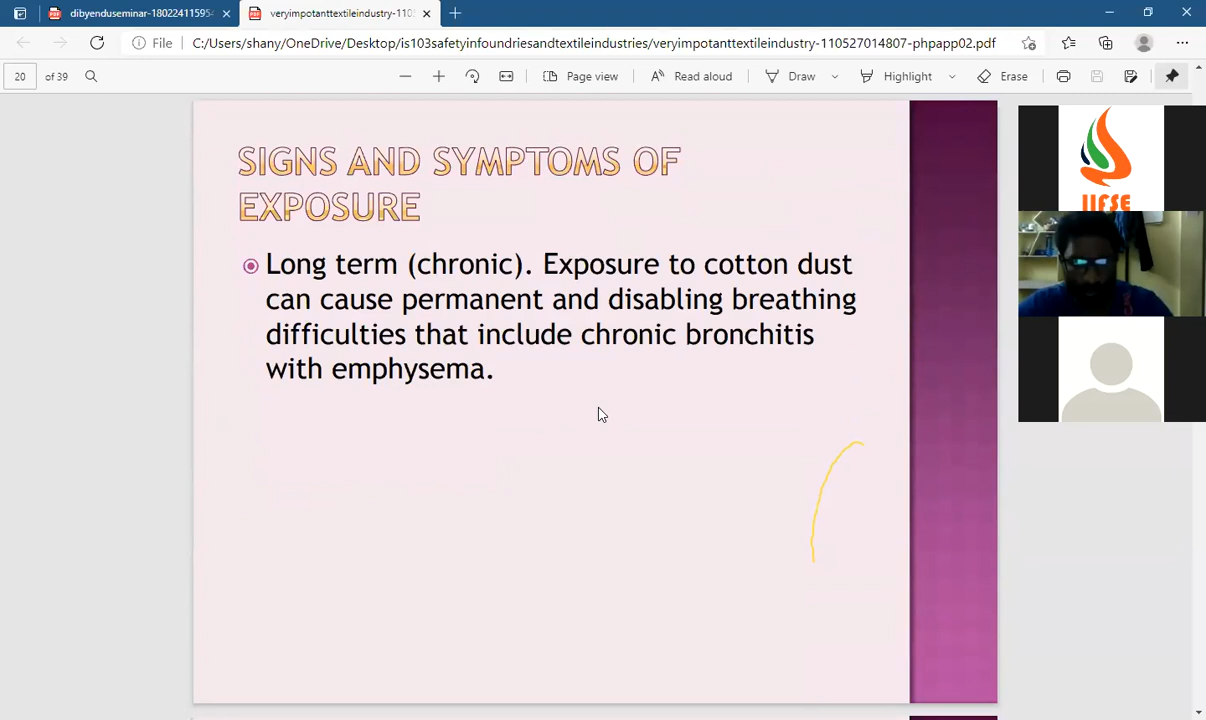 dibyenduseminar-18022411595
veryimpotanttextileindustry-110
File
C:/Users/shany/OneDrive/Desktop/is103safetyinfoundriesandtextileindustries/veryimpotanttextileindustry-110527014807-phpapp02.pdf
20 of 39
Page view
Read aloud
Draw
Highlight
Erase
SIGNS AND SYMPTOMS OF
EXPOSURE
Long term (chronic). Exposure to cotton dust
can cause permanent and disabling breathing
difficulties that include chronic bronchitis
with emphysema.
IIFSE